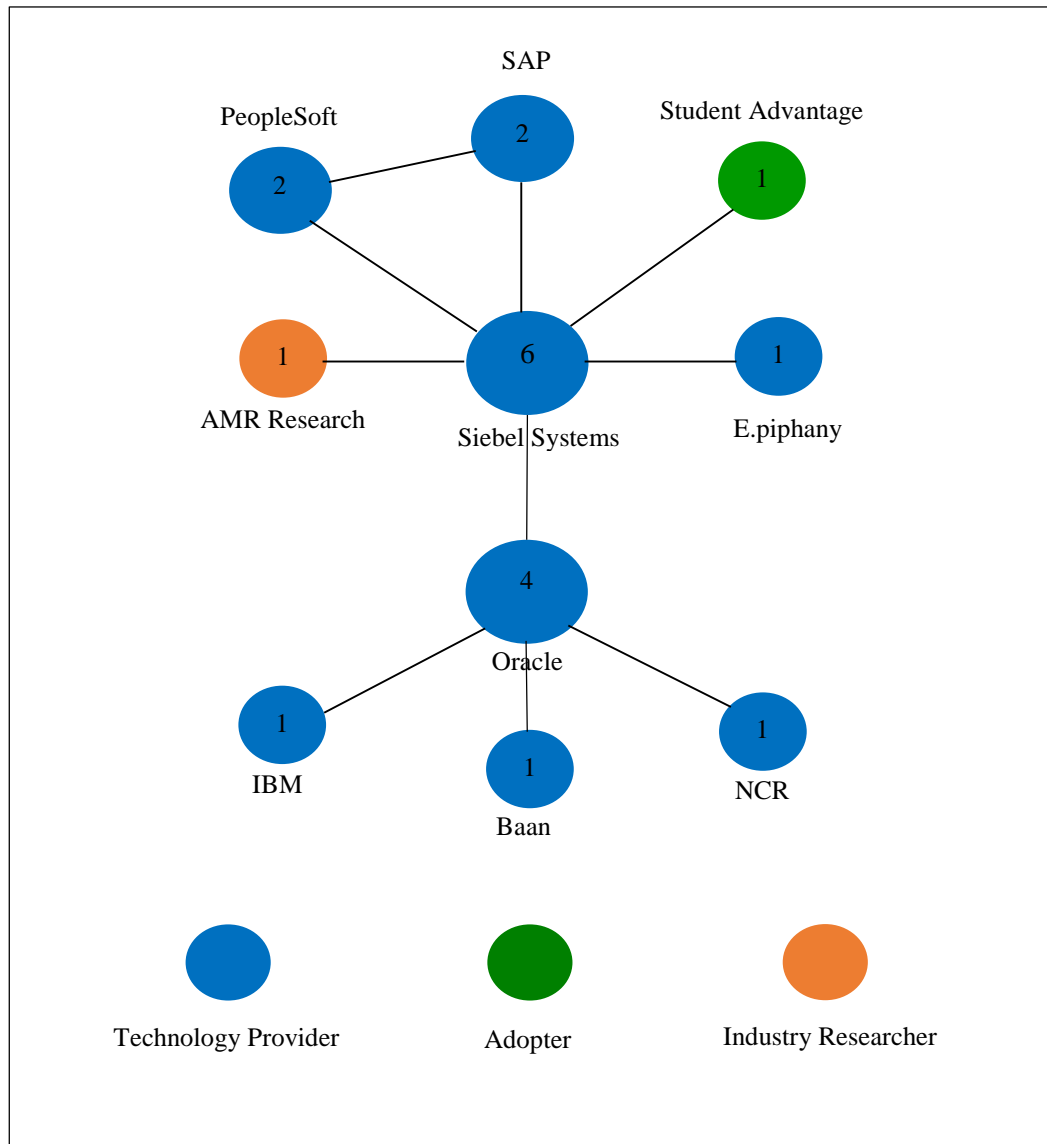 SAP
PeopleSoft
Student Advantage
2
2
1
1
6
1
AMR Research
Siebel Systems
E.piphany
4
Oracle
1
1
1
IBM
Baan
NCR
Technology Provider
Adopter
Industry Researcher